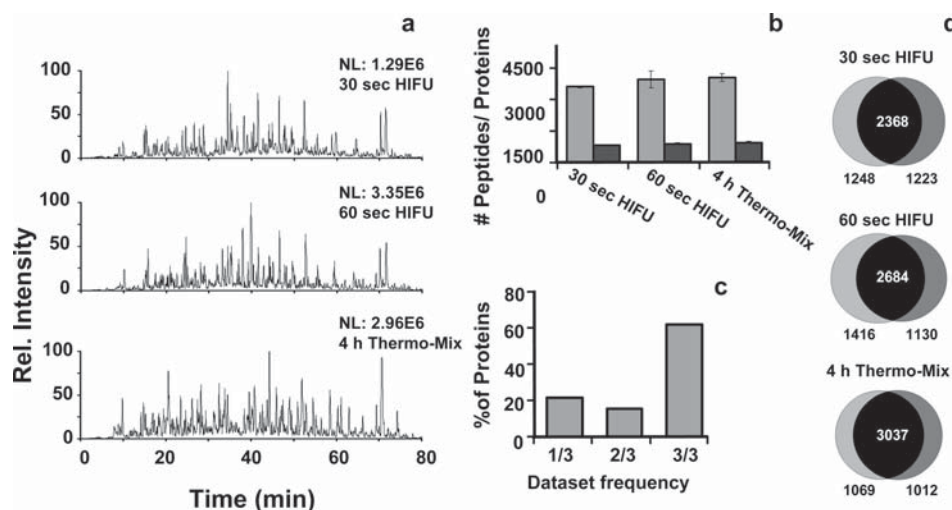 a
NL: 1.29E6
30 sec HIFU
100
50
0
NL: 3.35E6
60 sec HIFU
100
50
0
NL: 2.96E6
4 h Thermo-Mix
100
50
0
0 20 40 60 80
Rel. Intensity
Time (min)
b
# Peptides/ Proteins
4500
3000
1500
0
30 sec HIFU
60 sec HIFU
4 h Thermo-Mix
c
%of Proteins
80
60
40
20
0
1/3 2/3 3/3
Dataset frequency
d
30 sec HIFU
2368
1248 1223
60 sec HIFU
2684
1416 1130
4 h Thermo-Mix
3037
1069 1012